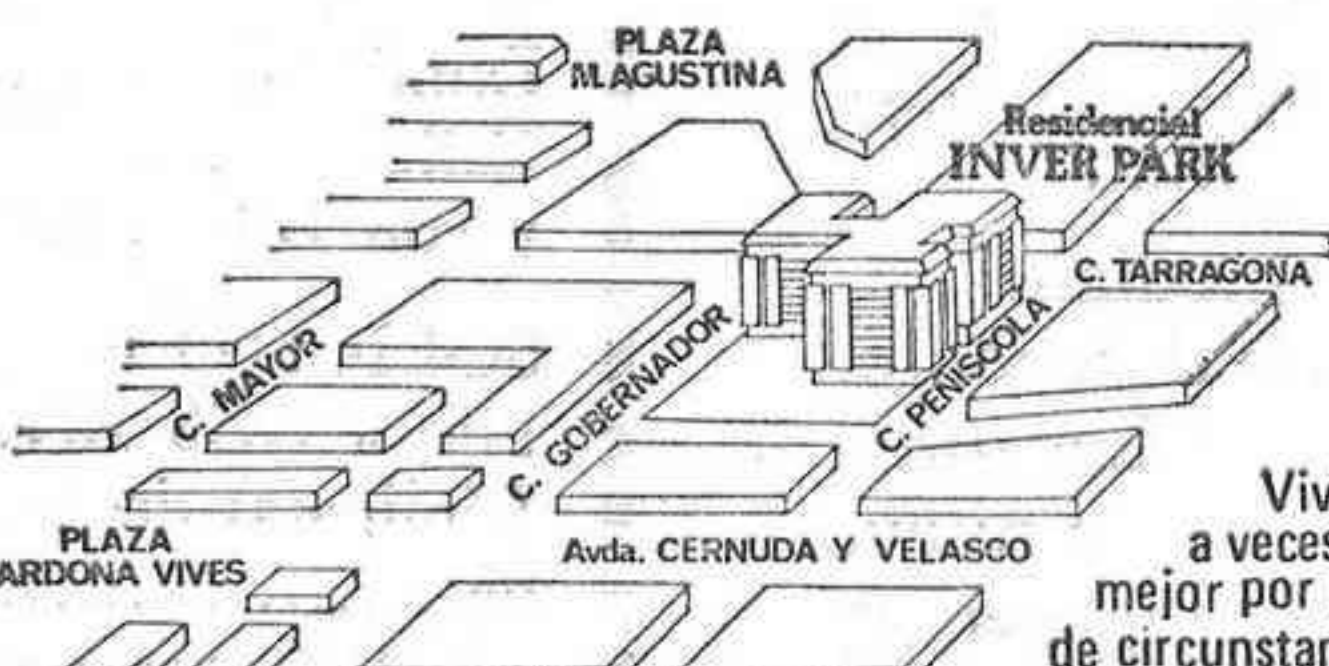 PLAZA
M.AGUSTINA
Residencial
INVER PARK
C. TARRAGONA
C. MAYOR
C. GOBERNADOR
C. PEÑISCOLA
PLAZA
ARDONA VIVES
Avda. CERNUDA Y VELASCO
Viv
a veces
mejor por
de circunstan